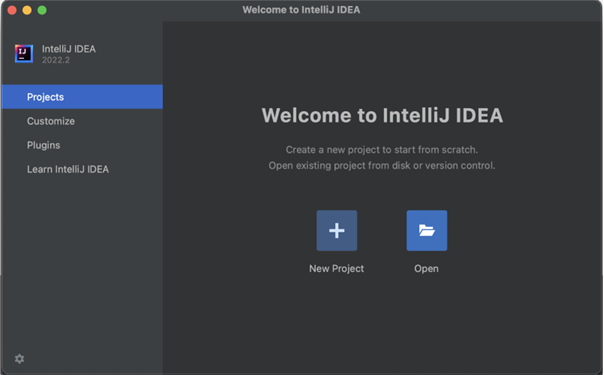 Welcome to IntelliJ IDEA
IJ
IntelliJ IDEA
2022.2
Projects
Customize
Plugins
Learn IntelliJ IDEA
Welcome to IntelliJ IDEA
Create a new project to start from scratch.
Open existing project from disk or version control.
New Project
Open